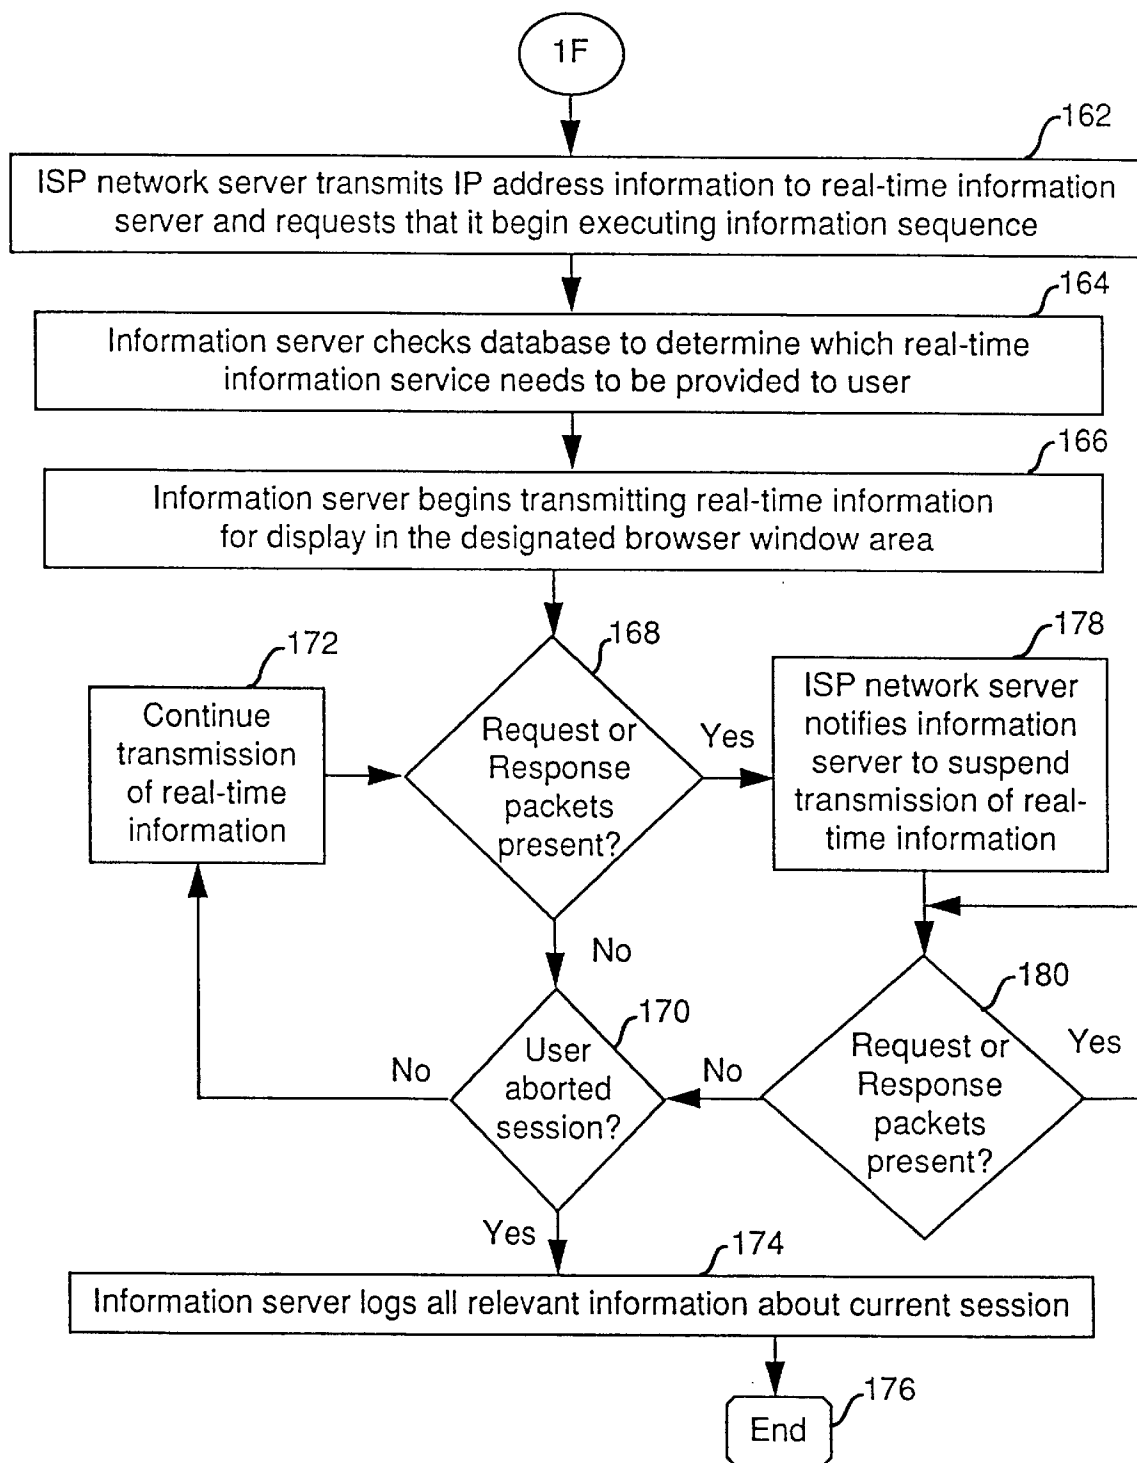 1F
162
ISP network server transmits IP address information to real-time information
server and requests that it begin executing information sequence
164
Information server checks database to determine which real-time
information service needs to be provided to user
166
Information server begins transmitting real-time information
for display in the designated browser window area
172
Continue
transmission
of real-time
information
168
Request or
Response
packets
present?
Yes
178
ISP network server
notifies information
server to suspend
transmission of real-
time information
No
170
User
aborted
session?
No
No
180
Request or
Response
packets
present?
Yes
Yes
174
Information server logs all relevant information about current session
176
End